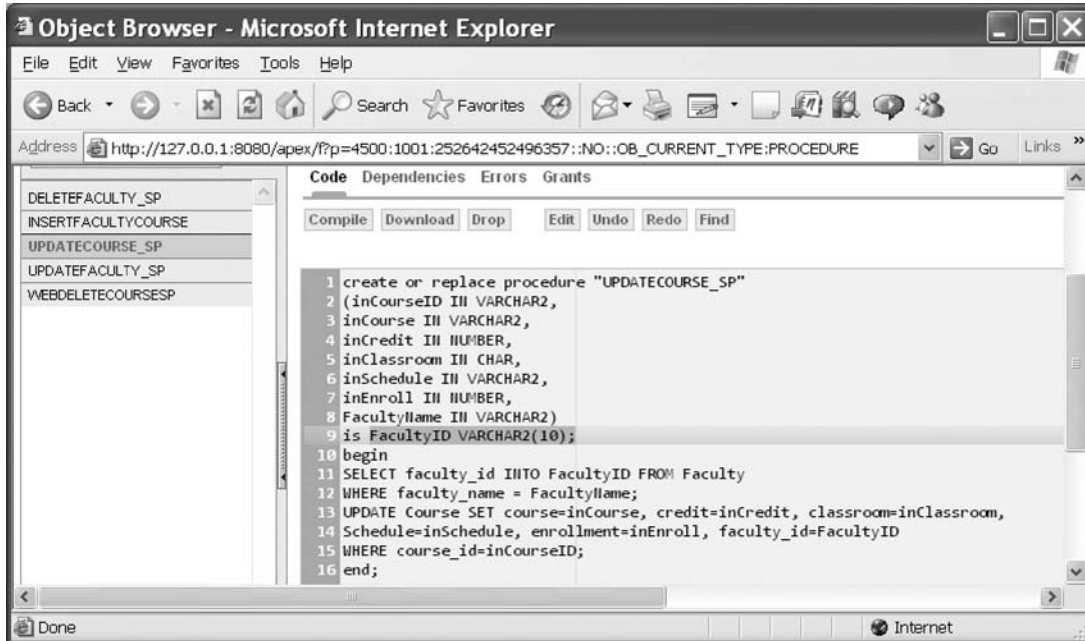 Object Browser - Microsoft Internet Explorer
File Edit View Favorites Tools Help
Back Search Favorites
Address http://127.0.0.1:8080/apex/f?p=4500:1001:252642452496357::NO::OB_CURRENT_TYPE:PROCEDURE Go Links »
Code Dependencies Errors Grants
DELETEFACULTY_SP
INSERTFACULTYCOURSE
UPDATECOURSE_SP
UPDATEFACULTY_SP
WEBDELETECOURSESP
Compile Download Drop Edit Undo Redo Find
1 create or replace procedure "UPDATECOURSE_SP"
2 (inCourseID IN VARCHAR2,
3 inCourse IN VARCHAR2,
4 inCredit IN NUMBER,
5 inClassroom IN CHAR,
6 inSchedule IN VARCHAR2,
7 inEnroll IN NUMBER,
8 FacultyName IN VARCHAR2)
9 is FacultyID VARCHAR2(10);
10 begin
11 SELECT faculty_id INTO FacultyID FROM Faculty
12 WHERE faculty_name = FacultyName;
13 UPDATE Course SET course=inCourse, credit=inCredit, classroom=inClassroom,
14 Schedule=inSchedule, enrollment=inEnroll, faculty_id=FacultyID
15 WHERE course_id=inCourseID;
16 end;
Done Internet